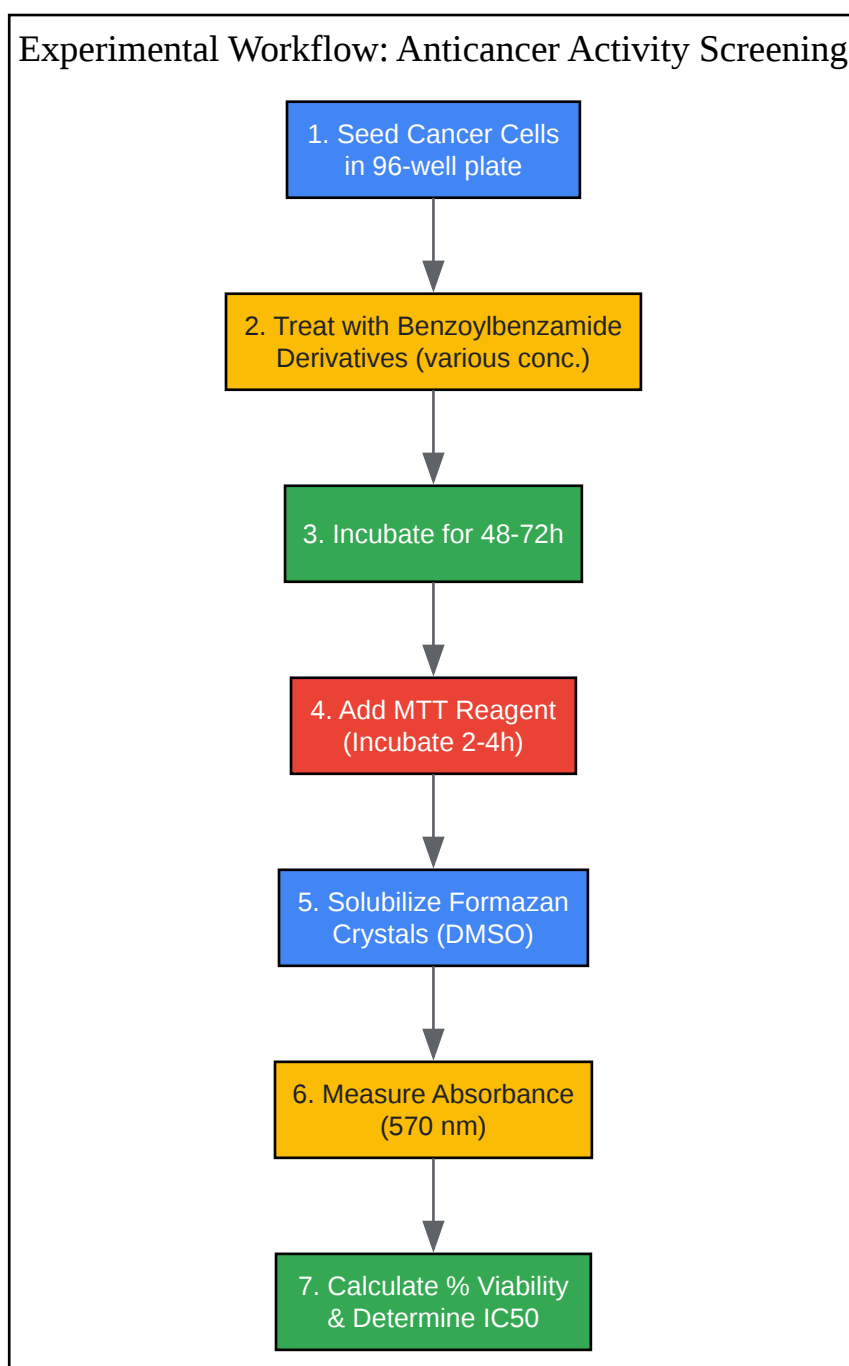 Experimental Workflow: Anticancer Activity Screening
1. Seed Cancer Cells
in 96-well plate
2. Treat with Benzoylbenzamide
Derivatives (various conc.)
3. Incubate for 48-72h
4. Add MTT Reagent
(Incubate 2-4h)
5. Solubilize Formazan
Crystals (DMSO)
6. Measure Absorbance
(570 nm)
7. Calculate % Viability
& Determine IC50